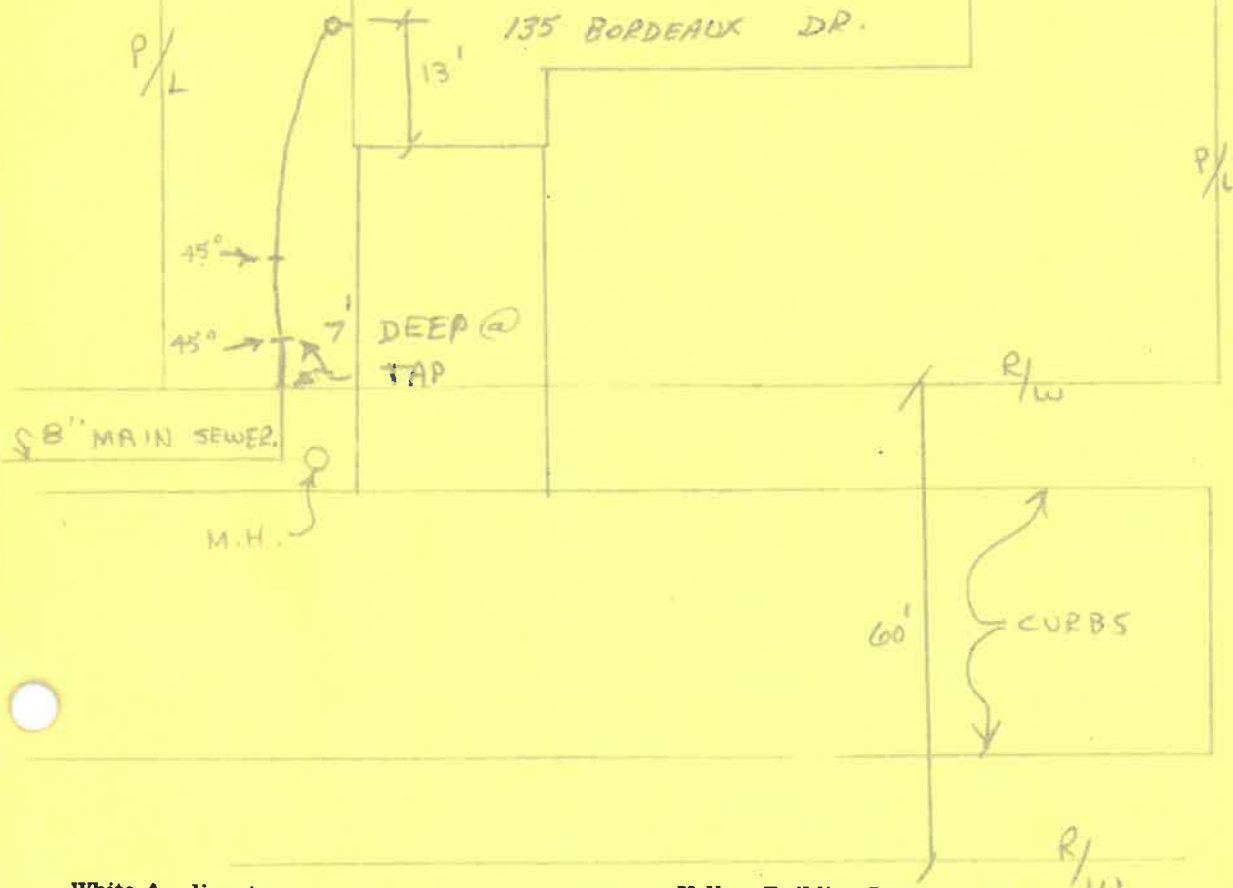 135 BORDEAUX DR.
P/L
13'
P/L
45°
45°
7' DEEP @
TAP
R/W
8" MAIN SEWER.
M.H.
60'
CURBS
R/W